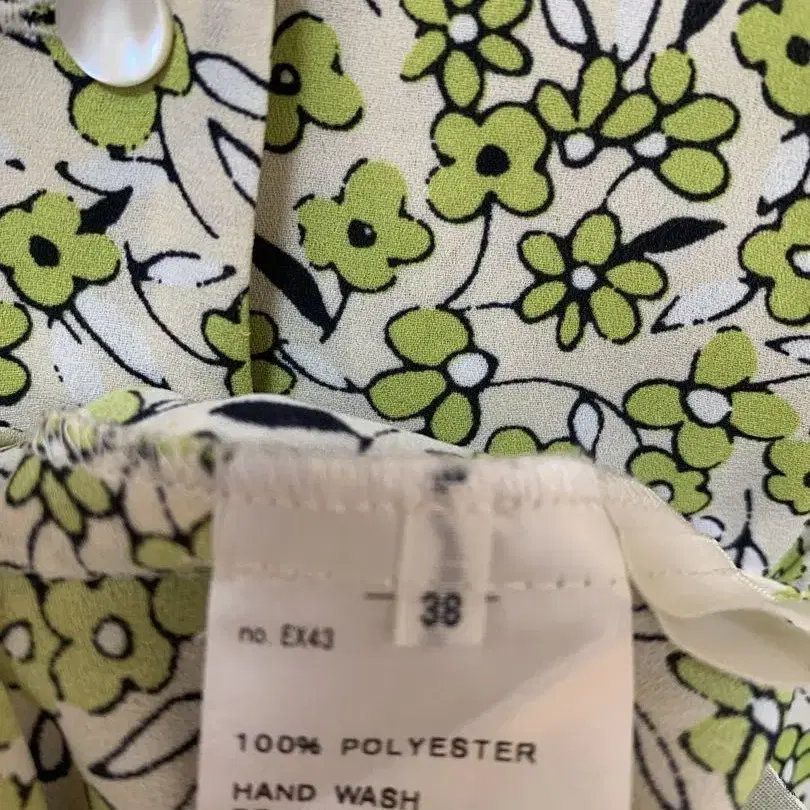 38
no. EX43
100% POLYESTER
HAND WASH